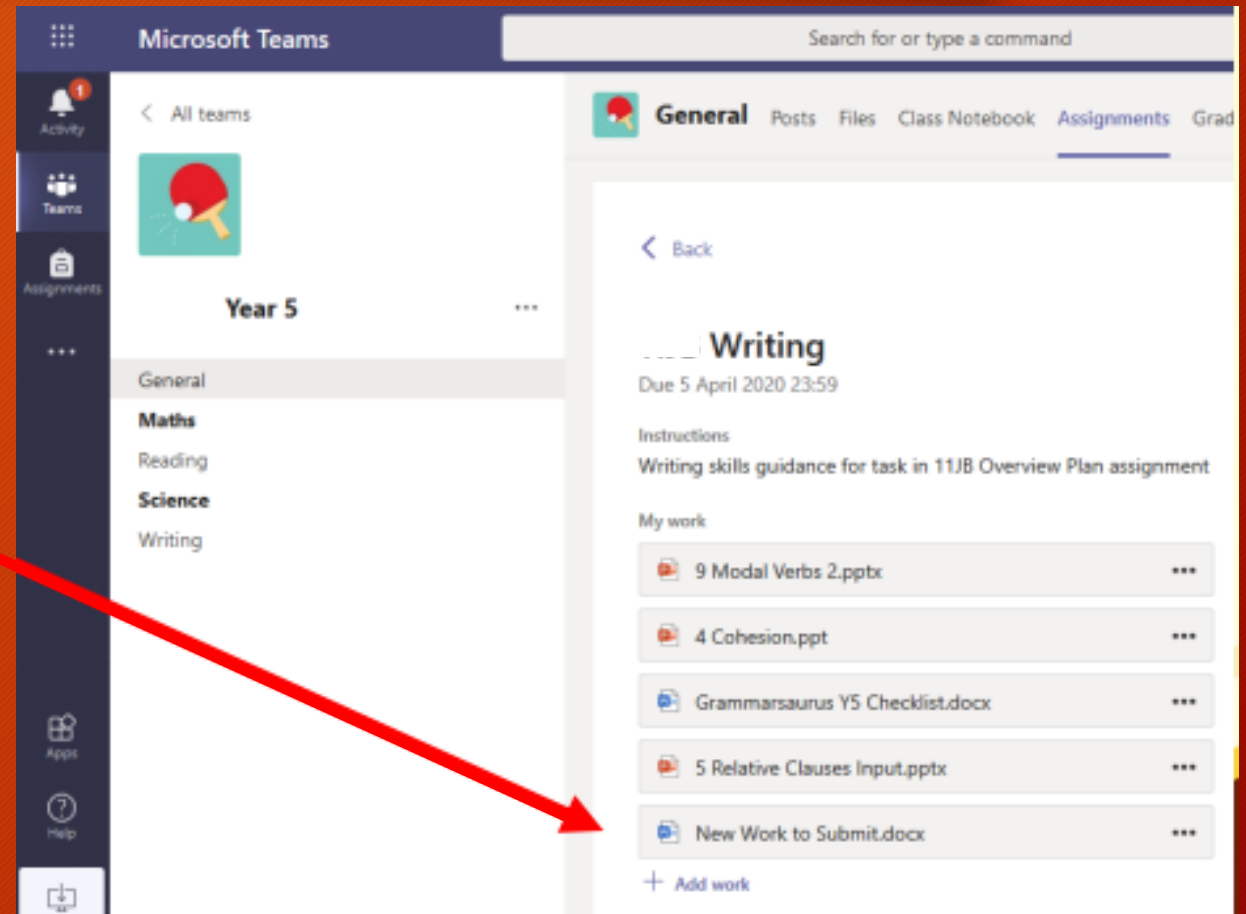 Microsoft Teams
Search for or type a command
1
Activity
Teams
Assignments
Apps
Help
All teams
Year 5
General
Maths
Reading
Science
Writing
General Posts Files Class Notebook Assignments Grad
Back
Writing
Due 5 April 2020 23:59
Instructions
Writing skills guidance for task in 11JB Overview Plan assignment
My work
9 Modal Verbs 2.pptx
4 Cohesion.ppt
Grammarsaurus Y5 Checklist.docx
5 Relative Clauses Input.pptx
New Work to Submit.docx
+ Add work